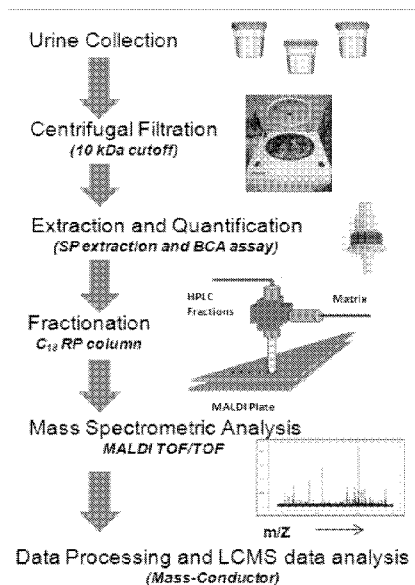 Urine Collection
Centrifugal Filtration
(10 kDa cutoff)
Extraction and Quantification
(SP extraction and BCA assay)
HPLC
Fractions
Matrix
Fractionation
C₁₈ RP column
MALDI Plate
Mass Spectrometric Analysis
MALDI TOF/TOF
m/Z
Data Processing and LCMS data analysis
(Mass-Conductor)